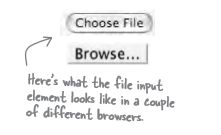 Choose File
Browse...
Here's what the file input
element looks like in a couple
of different browsers.